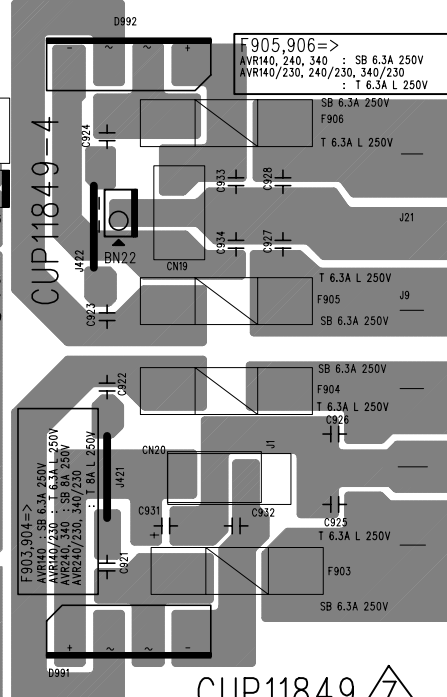 D992
- ~ ~ +
F905,906=>
AVR140, 240, 340 : SB 6.3A 250V
AVR140/230, 240/230, 340/230
: T 6.3A L 250V
SB 6.3A 250V
F906
T 6.3A L 250V
C924
CUP11849-4
C933
C928
J21
BN22
J422
C934
C927
CN19
T 6.3A L 250V
F905
J9
SB 6.3A 250V
C923
SB 6.3A 250V
C922
F904
T 6.3A L 250V
C926
F903,904=>
AVR140 : SB 6.3A 250V
AVR140/230 : T 6.3A L 250V
AVR240, 340 : SB 8A 250V
AVR240/230, 340/230
: T 8A L 250V
J421
CN20
J1
C931
+
C932
C925
T 6.3A L 250V
C921
F903
SB 6.3A 250V
+ ~ ~ -
D991
CUP11849 7